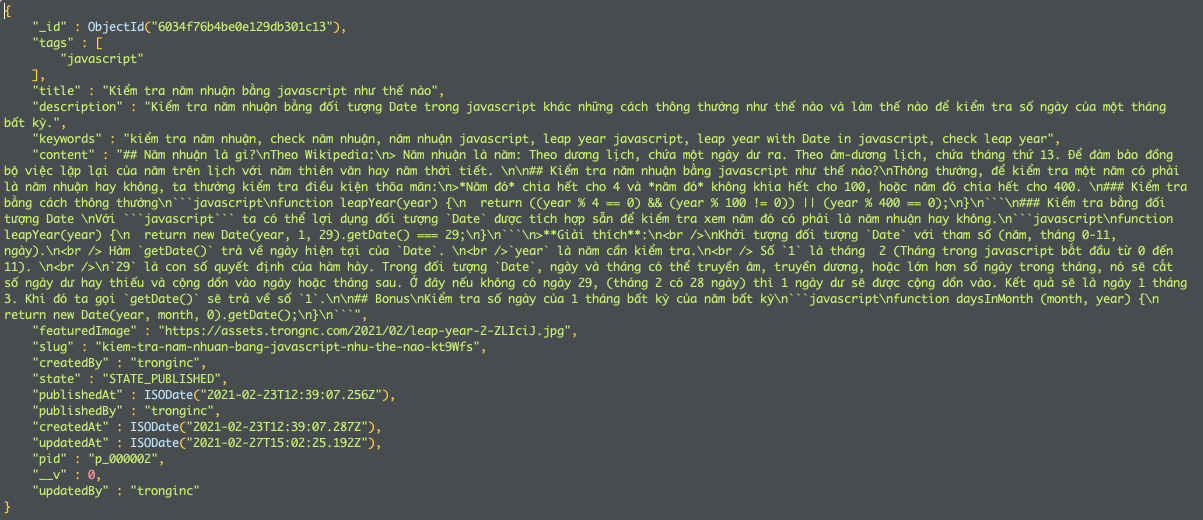 {
    "_id" : ObjectId("6034f76b4be0e129db301c13"),
    "tags" : [
        "javascript"
    ],
    "title" : "Kiểm tra năm nhuận bằng javascript như thế nào",
    "description" : "Kiểm tra năm nhuận bằng đối tượng Date trong javascript khác những cách thông thường như thế nào và làm thế nào để kiểm tra số ngày của một tháng
bất kỳ.",
    "keywords" : "kiểm tra năm nhuận, check năm nhuận, năm nhuận javascript, leap year javascript, leap year with Date in javascript, check leap year",
    "content" : "## Năm nhuận là gì?\nTheo Wikipedia:\n> Năm nhuận là năm: Theo dương lịch, chứa một ngày dư ra. Theo âm-dương lịch, chứa tháng thứ 13. Để đảm bảo đồng
bộ việc lặp lại của năm trên lịch với năm thiên văn hay năm thời tiết. \n\n## Kiểm tra năm nhuận bằng javascript như thế nào?\nThông thường, để kiểm tra một năm có phải
là năm nhuận hay không, ta thường kiểm tra điều kiện thõa mãn:\n>*Năm đó* chia hết cho 4 và *năm đó* không khia hết cho 100, hoặc năm đó chia hết cho 400. \n### Kiểm tra
bằng cách thông thường\n```javascript\nfunction leapYear(year) {\n  return ((year % 4 == 0) && (year % 100 != 0)) || (year % 400 == 0);\n}\n```\n### Kiểm tra bằng đối
tượng Date \nVới ```javascript``` ta có thể lợi dụng đối tượng `Date` được tích hợp sẵn để kiểm tra xem năm đó có phải là năm nhuận hay không.\n```javascript\nfunction
leapYear(year) {\n  return new Date(year, 1, 29).getDate() === 29;\n}\n```\n>**Giải thích**:\n<br />\nKhởi tượng đối tượng `Date` với tham số (năm, tháng 0-11,
ngày).\n<br /> Hàm `getDate()` trả về ngày hiện tại của `Date`. \n<br />`year` là năm cần kiểm tra.\n<br /> Số `1` là tháng  2 (Tháng trong javascript bắt đầu từ 0 đến
11). \n<br />\n`29` là con số quyết định của hàm hày. Trong đối tượng `Date`, ngày và tháng có thể truyền âm, truyền dương, hoặc lớn hơn số ngày trong tháng, nó sẽ cắt
số ngày dư hay thiếu và cộng dồn vào ngày hoặc tháng sau. Ở đây nếu không có ngày 29, (tháng 2 có 28 ngày) thì 1 ngày dư sẽ được cộng dồn vào. Kết quả sẽ là ngày 1 tháng
3. Khi đó ta gọi `getDate()` sẽ trả về số `1`.\n\n## Bonus\nKiểm tra số ngày của 1 tháng bất kỳ của năm bất kỳ\n```javascript\nfunction daysInMonth (month, year) {\n
return new Date(year, month, 0).getDate();\n}\n```",
    "featuredImage" : "https://assets.trongnc.com/2021/02/leap-year-2-ZLIciJ.jpg",
    "slug" : "kiem-tra-nam-nhuan-bang-javascript-nhu-the-nao-kt9Wfs",
    "createdBy" : "tronginc",
    "state" : "STATE_PUBLISHED",
    "publishedAt" : ISODate("2021-02-23T12:39:07.256Z"),
    "publishedBy" : "tronginc",
    "createdAt" : ISODate("2021-02-23T12:39:07.287Z"),
    "updatedAt" : ISODate("2021-02-27T15:02:25.192Z"),
    "pid" : "p_000002",
    "__v" : 0,
    "updatedBy" : "tronginc"
}